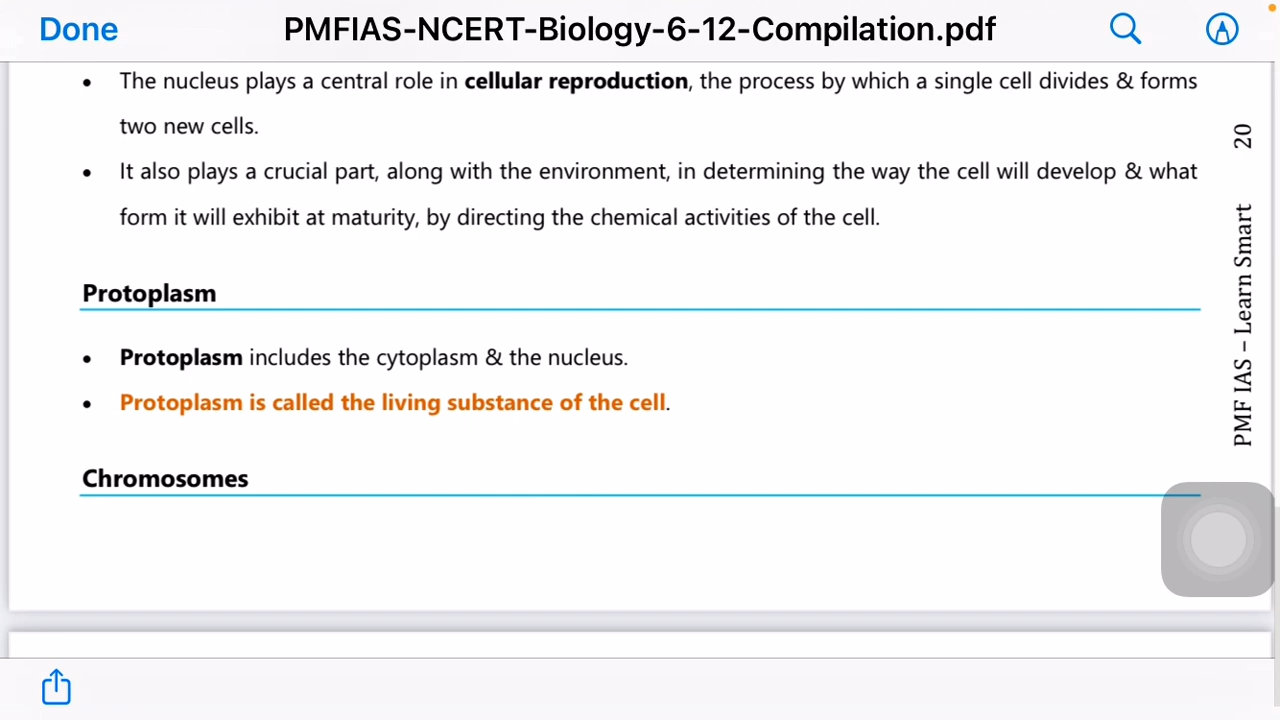 Done
PMFIAS-NCERT-Biology-6-12-Compilation.pdf
• The nucleus plays a central role in cellular reproduction, the process by which a single cell divides & forms
two new cells.
• It also plays a crucial part, along with the environment, in determining the way the cell will develop & what
form it will exhibit at maturity, by directing the chemical activities of the cell.
Protoplasm
• Protoplasm includes the cytoplasm & the nucleus.
• Protoplasm is called the living substance of the cell.
Chromosomes
PMF IAS – Learn Smart 20